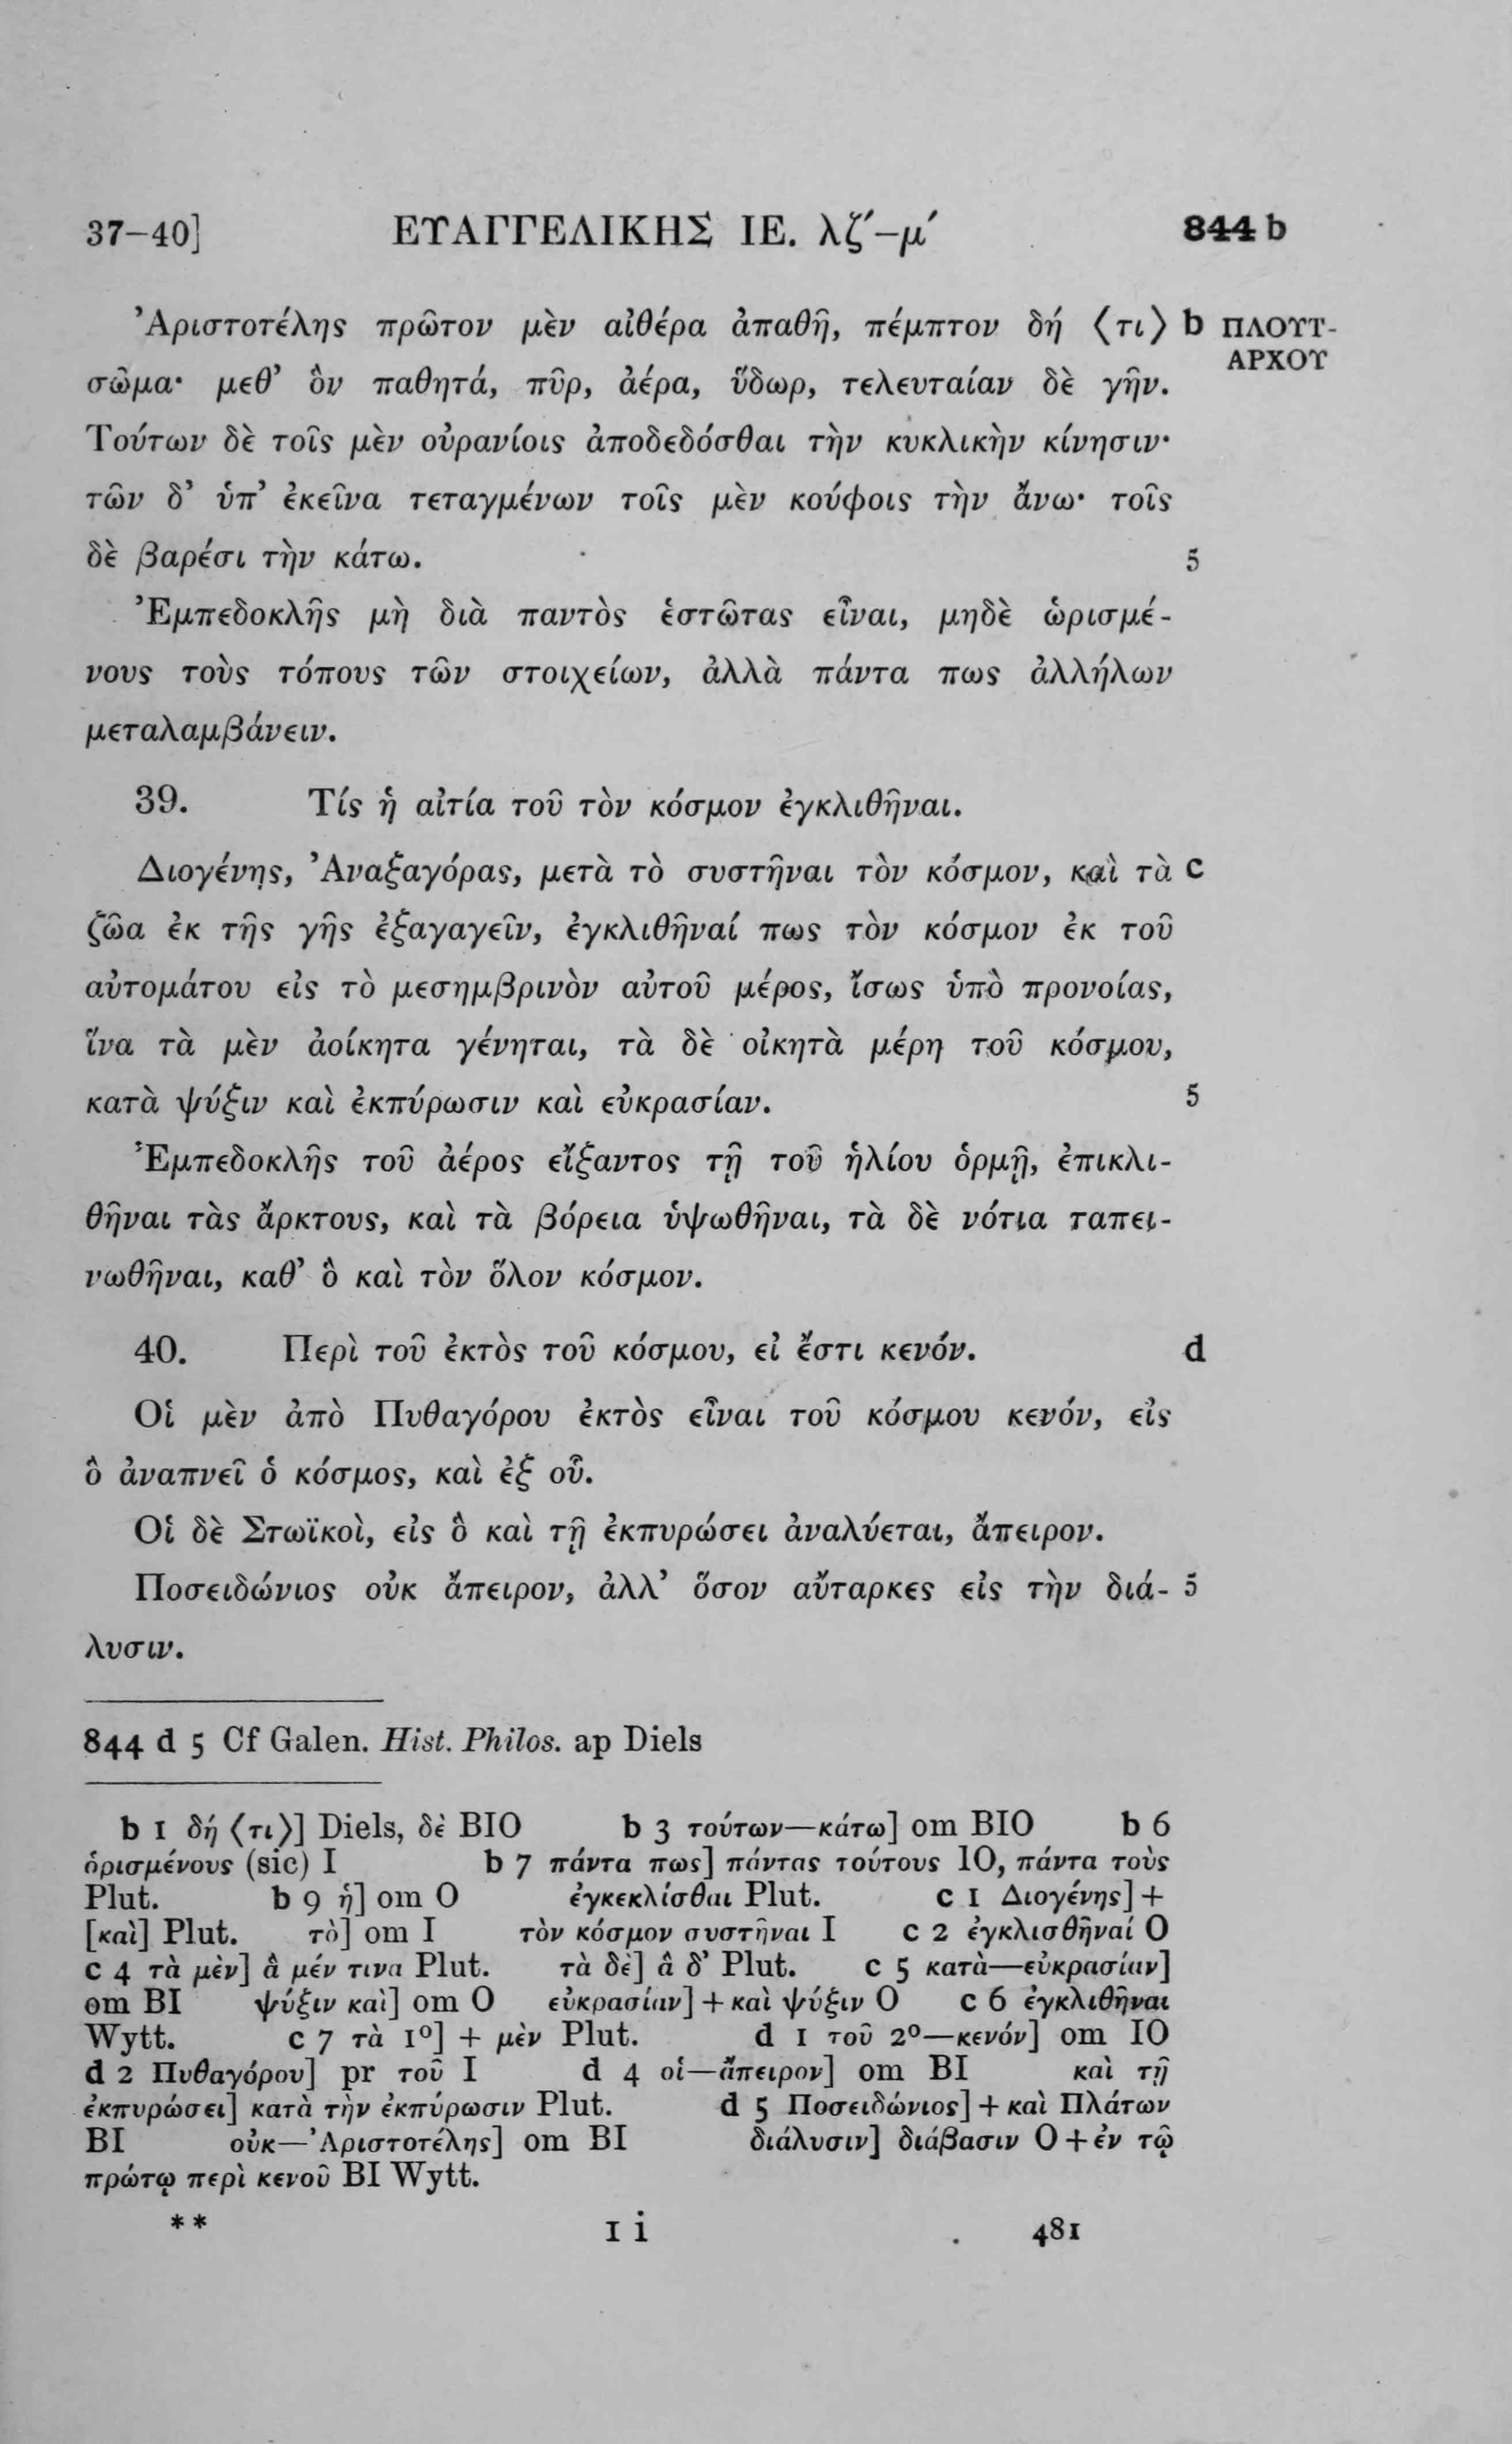 37–40] ΕΥΑΓΓΕΛΙΚΗΣ ΙΕ. λζ′–μ′ 844 b
Ἀριστοτέλης πρῶτον μὲν αἰθέρα ἀπαθῆ, πέμπτον δή ⟨τι⟩ b ΠΛΟΥΤ-
ΑΡΧΟΥ
σῶμα· μεθ’ ὃν παθητά, πῦρ, ἀέρα, ὕδωρ, τελευταίαν δὲ γῆν.
Τούτων δὲ τοῖς μὲν οὐρανίοις ἀποδεδόσθαι τὴν κυκλικὴν κίνησιν·
τῶν δ’ ὑπ’ ἐκεῖνα τεταγμένων τοῖς μὲν κούφοις τὴν ἄνω· τοῖς
δὲ βαρέσι τὴν κάτω. 5
Ἐμπεδοκλῆς μὴ διὰ παντὸς ἑστῶτας εἶναι, μηδὲ ὡρισμέ-
νους τοὺς τόπους τῶν στοιχείων, ἀλλὰ πάντα πως ἀλλήλων
μεταλαμβάνειν.
39. Τίς ἡ αἰτία τοῦ τὸν κόσμον ἐγκλιθῆναι.
Διογένης, Ἀναξαγόρας, μετὰ τὸ συστῆναι τὸν κόσμον, καὶ τὰ c
ζῶα ἐκ τῆς γῆς ἐξαγαγεῖν, ἐγκλιθῆναί πως τὸν κόσμον ἐκ τοῦ
αὐτομάτου εἰς τὸ μεσημβρινὸν αὐτοῦ μέρος, ἴσως ὑπὸ προνοίας,
ἵνα τὰ μὲν ἀοίκητα γένηται, τὰ δὲ οἰκητὰ μέρη τοῦ κόσμου,
κατὰ ψύξιν καὶ ἐκπύρωσιν καὶ εὐκρασίαν. 5
Ἐμπεδοκλῆς τοῦ ἀέρος εἴξαντος τῇ τοῦ ἡλίου ὁρμῇ, ἐπικλι-
θῆναι τὰς ἄρκτους, καὶ τὰ βόρεια ὑψωθῆναι, τὰ δὲ νότια ταπει-
νωθῆναι, καθ’ ὃ καὶ τὸν ὅλον κόσμον.
40. Περὶ τοῦ ἐκτὸς τοῦ κόσμου, εἰ ἔστι κενόν. d
Οἱ μὲν ἀπὸ Πυθαγόρου ἐκτὸς εἶναι τοῦ κόσμου κενόν, εἰς
ὃ ἀναπνεῖ ὁ κόσμος, καὶ ἐξ οὗ.
Οἱ δὲ Στωϊκοὶ, εἰς ὃ καὶ τῇ ἐκπυρώσει ἀναλύεται, ἄπειρον.
Ποσειδώνιος οὐκ ἄπειρον, ἀλλ’ ὅσον αὔταρκες εἰς τὴν διά- 5
λυσιν.
844 d 5 Cf Galen. Hist. Philos. ap Diels
b 1 δή ⟨τι⟩] Diels, δὲ BIO b 3 τούτων—κάτω] om BIO b 6
ὁρισμένους (sic) I b 7 πάντα πως] πάντας τούτους IO, πάντα τοὺς
Plut. b 9 ἡ] om O ἐγκεκλίσθαι Plut. c 1 Διογένης] +
[καὶ] Plut. τὸ] om I τὸν κόσμον συστῆναι I c 2 ἐγκλισθῆναί O
c 4 τὰ μὲν] ἃ μέν τινα Plut. τὰ δὲ] ἃ δ’ Plut. c 5 κατὰ—εὐκρασίαν]
om BI ψύξιν καὶ] om O εὐκρασίαν] + καὶ ψύξιν O c 6 ἐγκλιθῆναι
Wytt. c 7 τὰ 1º] + μὲν Plut. d 1 τοῦ 2º—κενόν] om IO
d 2 Πυθαγόρου] pr τοῦ I d 4 οἱ—ἄπειρον] om BI καὶ τῇ
ἐκπυρώσει] κατὰ τὴν ἐκπύρωσιν Plut. d 5 Ποσειδώνιος] + καὶ Πλάτων
BI οὐκ—Ἀριστοτέλης] om BI διάλυσιν] διάβασιν O + ἐν τῷ
πρώτῳ περὶ κενοῦ BI Wytt.
** I i 481